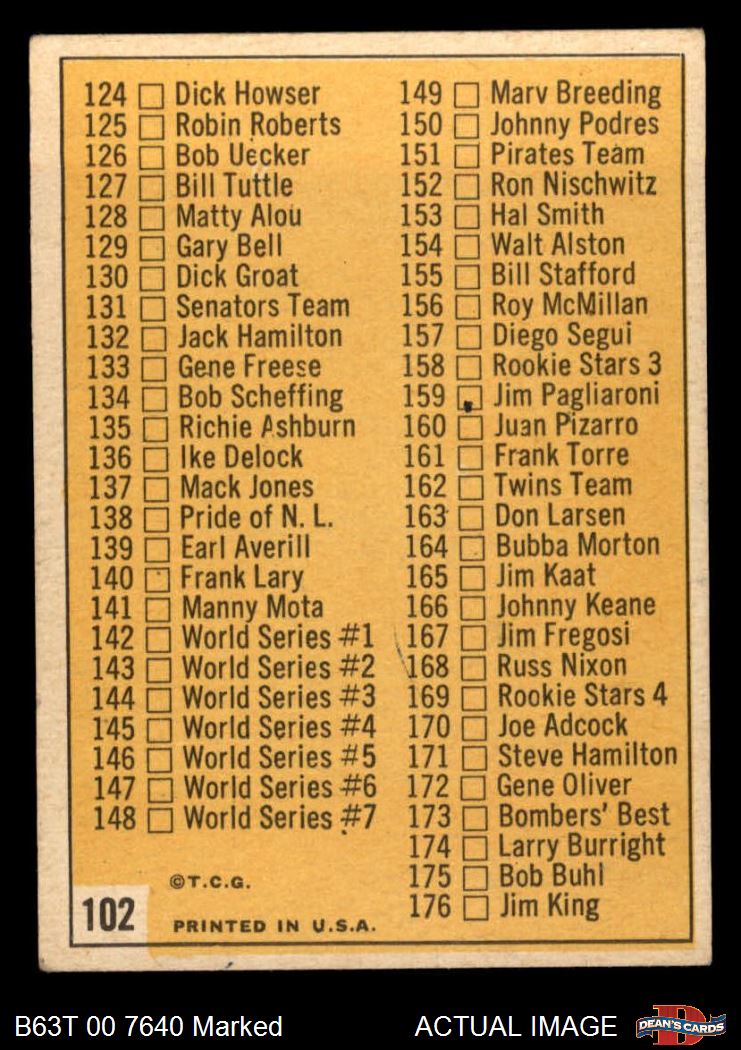 124 Dick Howser
125 Robin Roberts
126 Bob Uecker
127 Bill Tuttle
128 Matty Alou
129 Gary Bell
130 Dick Groat
131 Senators Team
132 Jack Hamilton
133 Gene Freese
134 Bob Scheffing
135 Richie Ashburn
136 Ike Delock
137 Mack Jones
138 Pride of N. L.
139 Earl Averill
140 Frank Lary
141 Manny Mota
142 World Series #1
143 World Series #2
144 World Series #3
145 World Series #4
146 World Series #5
147 World Series #6
148 World Series #7
149 Marv Breeding
150 Johnny Podres
151 Pirates Team
152 Ron Nischwitz
153 Hal Smith
154 Walt Alston
155 Bill Stafford
156 Roy McMillan
157 Diego Segui
158 Rookie Stars 3
159 Jim Pagliaroni
160 Juan Pizarro
161 Frank Torre
162 Twins Team
163 Don Larsen
164 Bubba Morton
165 Jim Kaat
166 Johnny Keane
167 Jim Fregosi
168 Russ Nixon
169 Rookie Stars 4
170 Joe Adcock
171 Steve Hamilton
172 Gene Oliver
173 Bombers' Best
174 Larry Burright
175 Bob Buhl
176 Jim King
©T.C.G.
102
PRINTED IN U.S.A.
B63T 00 7640 Marked
ACTUAL IMAGE
D
DEAN'S CARDS